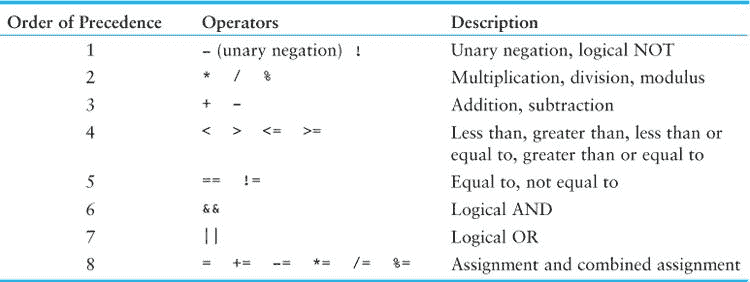 Order of Precedence Operators Description
1 – (unary negation) ! Unary negation, logical NOT
2 * / % Multiplication, division, modulus
3 + – Addition, subtraction
4 < > <= >= Less than, greater than, less than or
equal to, greater than or equal to
5 == != Equal to, not equal to
6 && Logical AND
7 || Logical OR
8 = += -= *= /= %= Assignment and combined assignment